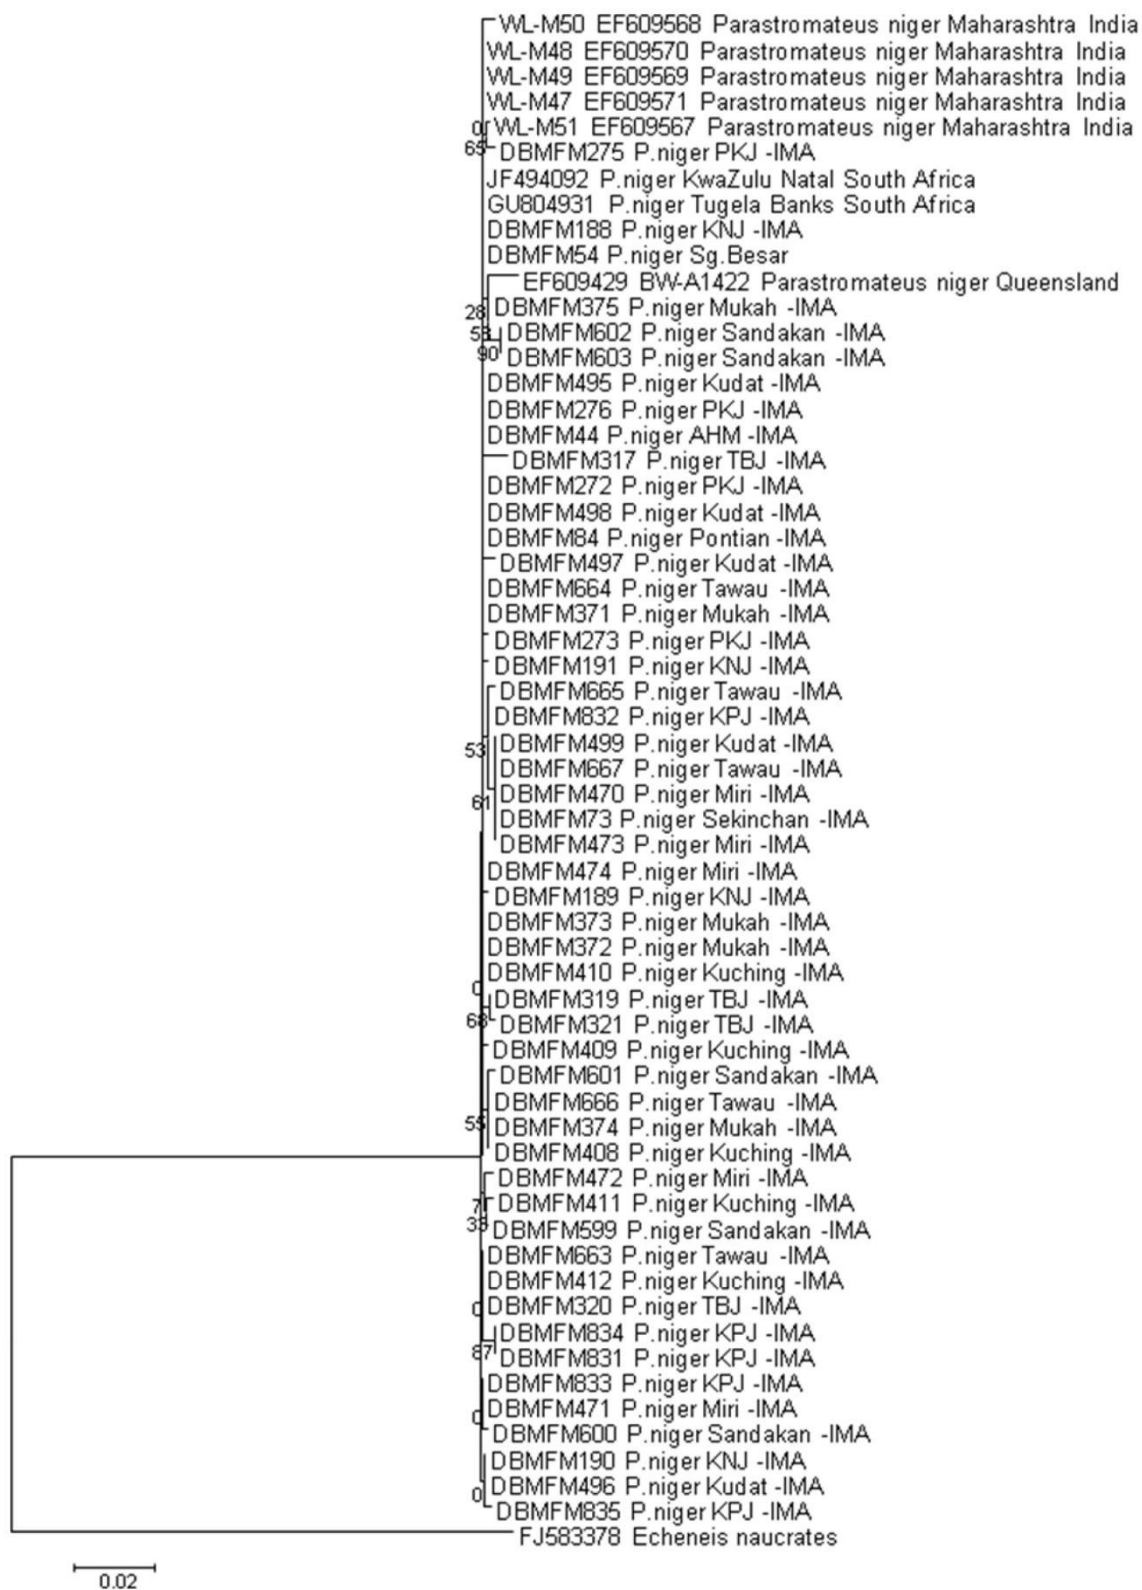 WL-M50 EF609568 Parastromateus niger Maharashtra India
WL-M48 EF609570 Parastromateus niger Maharashtra India
WL-M49 EF609569 Parastromateus niger Maharashtra India
WL-M47 EF609571 Parastromateus niger Maharashtra India
0 WL-M51 EF609567 Parastromateus niger Maharashtra India
65 DBMFM275 P.niger PKJ -IMA
JF494092 P.niger KwaZulu Natal South Africa
GU804931 P.niger Tugela Banks South Africa
DBMFM188 P.niger KNJ -IMA
DBMFM54 P.niger Sg.Besar
EF609429 BW-A1422 Parastromateus niger Queensland
28 DBMFM375 P.niger Mukah -IMA
53 DBMFM602 P.niger Sandakan -IMA
90 DBMFM603 P.niger Sandakan -IMA
DBMFM495 P.niger Kudat -IMA
DBMFM276 P.niger PKJ -IMA
DBMFM44 P.niger AHM -IMA
DBMFM317 P.niger TBJ -IMA
DBMFM272 P.niger PKJ -IMA
DBMFM498 P.niger Kudat -IMA
DBMFM84 P.niger Pontian -IMA
DBMFM497 P.niger Kudat -IMA
DBMFM664 P.niger Tawau -IMA
DBMFM371 P.niger Mukah -IMA
DBMFM273 P.niger PKJ -IMA
DBMFM191 P.niger KNJ -IMA
DBMFM665 P.niger Tawau -IMA
DBMFM832 P.niger KPJ -IMA
53 DBMFM499 P.niger Kudat -IMA
DBMFM667 P.niger Tawau -IMA
61 DBMFM470 P.niger Miri -IMA
DBMFM73 P.niger Sekinchan -IMA
DBMFM473 P.niger Miri -IMA
DBMFM474 P.niger Miri -IMA
DBMFM189 P.niger KNJ -IMA
DBMFM373 P.niger Mukah -IMA
DBMFM372 P.niger Mukah -IMA
DBMFM410 P.niger Kuching -IMA
0 DBMFM319 P.niger TBJ -IMA
68 DBMFM321 P.niger TBJ -IMA
DBMFM409 P.niger Kuching -IMA
DBMFM601 P.niger Sandakan -IMA
DBMFM666 P.niger Tawau -IMA
55 DBMFM374 P.niger Mukah -IMA
DBMFM408 P.niger Kuching -IMA
DBMFM472 P.niger Miri -IMA
7 DBMFM411 P.niger Kuching -IMA
33 DBMFM599 P.niger Sandakan -IMA
DBMFM663 P.niger Tawau -IMA
DBMFM412 P.niger Kuching -IMA
0 DBMFM320 P.niger TBJ -IMA
DBMFM834 P.niger KPJ -IMA
87 DBMFM831 P.niger KPJ -IMA
DBMFM833 P.niger KPJ -IMA
0 DBMFM471 P.niger Miri -IMA
DBMFM600 P.niger Sandakan -IMA
DBMFM190 P.niger KNJ -IMA
0 DBMFM496 P.niger Kudat -IMA
DBMFM835 P.niger KPJ -IMA
FJ583378 Echeneis naucrates
0.02